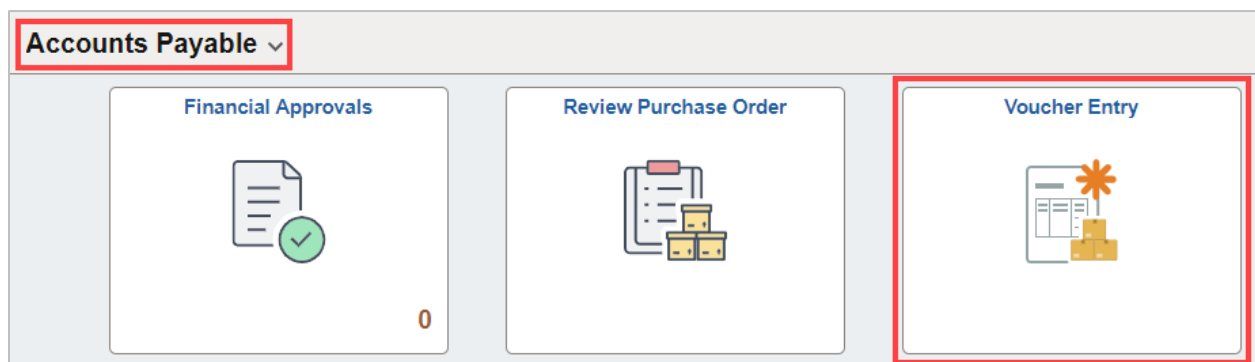 Accounts Payable
Financial Approvals
Review Purchase Order
Voucher Entry
0